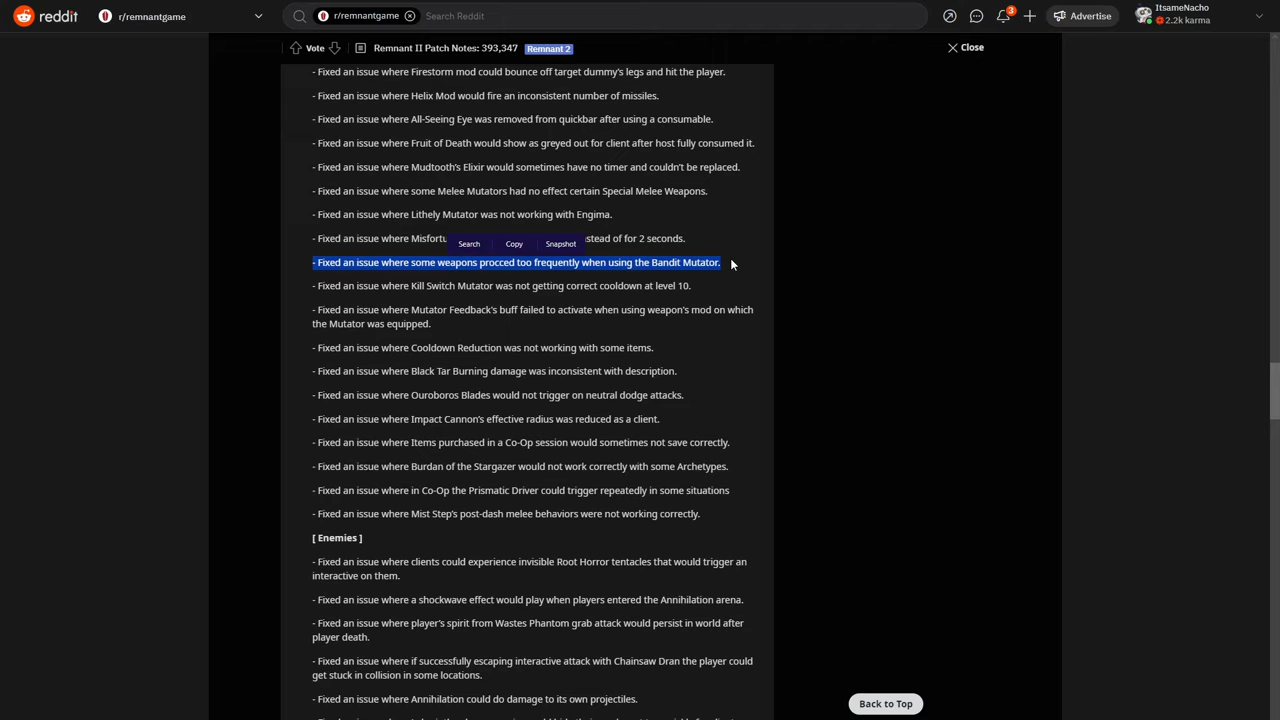 reddit
r/remnantgame
r/remnantgame
Search Reddit
3
Advertise
ItsameNacho
2.2k karma
Vote
Remnant II Patch Notes: 393,347
Remnant 2
Close
- Fixed an issue where Firestorm mod could bounce off target dummy's legs and hit the player.
- Fixed an issue where Helix Mod would fire an inconsistent number of missiles.
- Fixed an issue where All-Seeing Eye was removed from quickbar after using a consumable.
- Fixed an issue where Fruit of Death would show as greyed out for client after host fully consumed it.
- Fixed an issue where Mudtooth's Elixir would sometimes have no timer and couldn't be replaced.
- Fixed an issue where some Melee Mutators had no effect certain Special Melee Weapons.
- Fixed an issue where Lithely Mutator was not working with Engima.
- Fixed an issue where Misfortu
stead of for 2 seconds.
Search
Copy
Snapshot
- Fixed an issue where some weapons procced too frequently when using the Bandit Mutator.
- Fixed an issue where Kill Switch Mutator was not getting correct cooldown at level 10.
- Fixed an issue where Mutator Feedback's buff failed to activate when using weapon's mod on which
the Mutator was equipped.
- Fixed an issue where Cooldown Reduction was not working with some items.
- Fixed an issue where Black Tar Burning damage was inconsistent with description.
- Fixed an issue where Ouroboros Blades would not trigger on neutral dodge attacks.
- Fixed an issue where Impact Cannon's effective radius was reduced as a client.
- Fixed an issue where Items purchased in a Co-Op session would sometimes not save correctly.
- Fixed an issue where Burdan of the Stargazer would not work correctly with some Archetypes.
- Fixed an issue where in Co-Op the Prismatic Driver could trigger repeatedly in some situations
- Fixed an issue where Mist Step's post-dash melee behaviors were not working correctly.
[ Enemies ]
- Fixed an issue where clients could experience invisible Root Horror tentacles that would trigger an
interactive on them.
- Fixed an issue where a shockwave effect would play when players entered the Annihilation arena.
- Fixed an issue where player's spirit from Wastes Phantom grab attack would persist in world after
player death.
- Fixed an issue where if successfully escaping interactive attack with Chainsaw Dran the player could
get stuck in collision in some locations.
- Fixed an issue where Annihilation could do damage to its own projectiles.
Back to Top